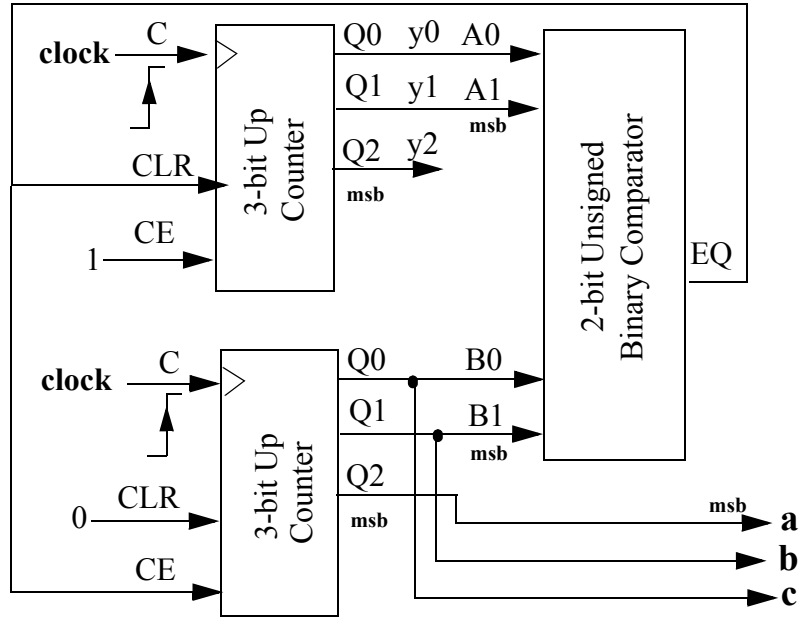 clock
C
CLR
CE
1
3-bit Up
Counter
Q0 y0 A0
Q1 y1 A1
msb
Q2 y2
msb
2-bit Unsigned
Binary Comparator
EQ
clock
C
CLR
0
CE
3-bit Up
Counter
Q0 B0
Q1 B1
msb
Q2
msb
msb a
b
c